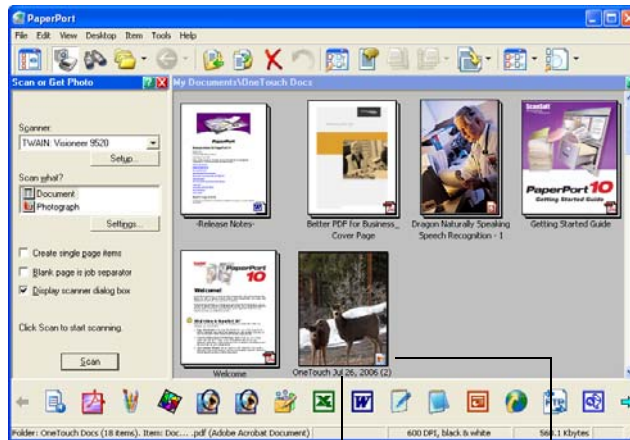 PaperPort
File Edit View Desktop Item Tools Help
Scan or Get Photo
My Documents\OneTouch Docs
Scanner:
TWAIN: Visioneer 9520
Setup...
Scan what?
Document
Photograph
Settings...
Create single page items
Blank page is job separator
Display scanner dialog box
Click Scan to start scanning.
Scan
-Release Notes-
Better PDF for Business_
Cover Page
Dragon Naturally Speaking
Speech Recognition - 1
ScanSoft
PaperPort 10
Getting Started Guide
Getting Started Guide
PaperPort
10
Welcome!
Welcome
OneTouch Jul 26, 2006 (2)
FTP
Folder: OneTouch Docs (18 items). Item: Doc... .pdf (Adobe Acrobat Document)
600 DPI, black & white
560.1 Kbytes